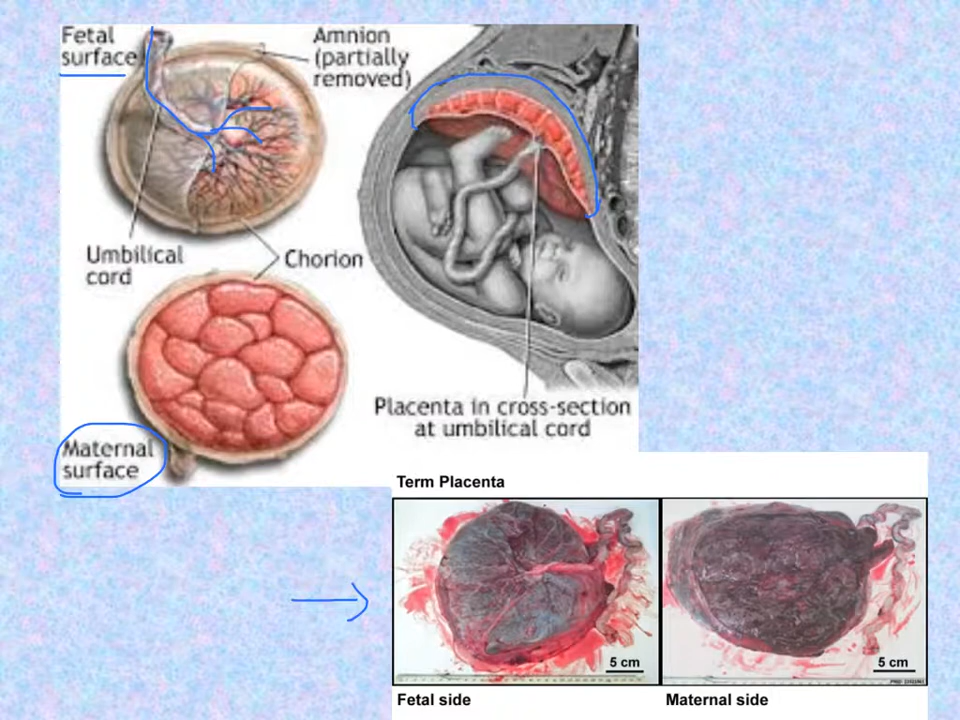 Fetal
surface
Amnion
(partially
removed)
Umbilical
cord
Chorion
Placenta in cross-section
at umbilical cord
Maternal
surface
Term Placenta
5 cm
5 cm
Fetal side
Maternal side